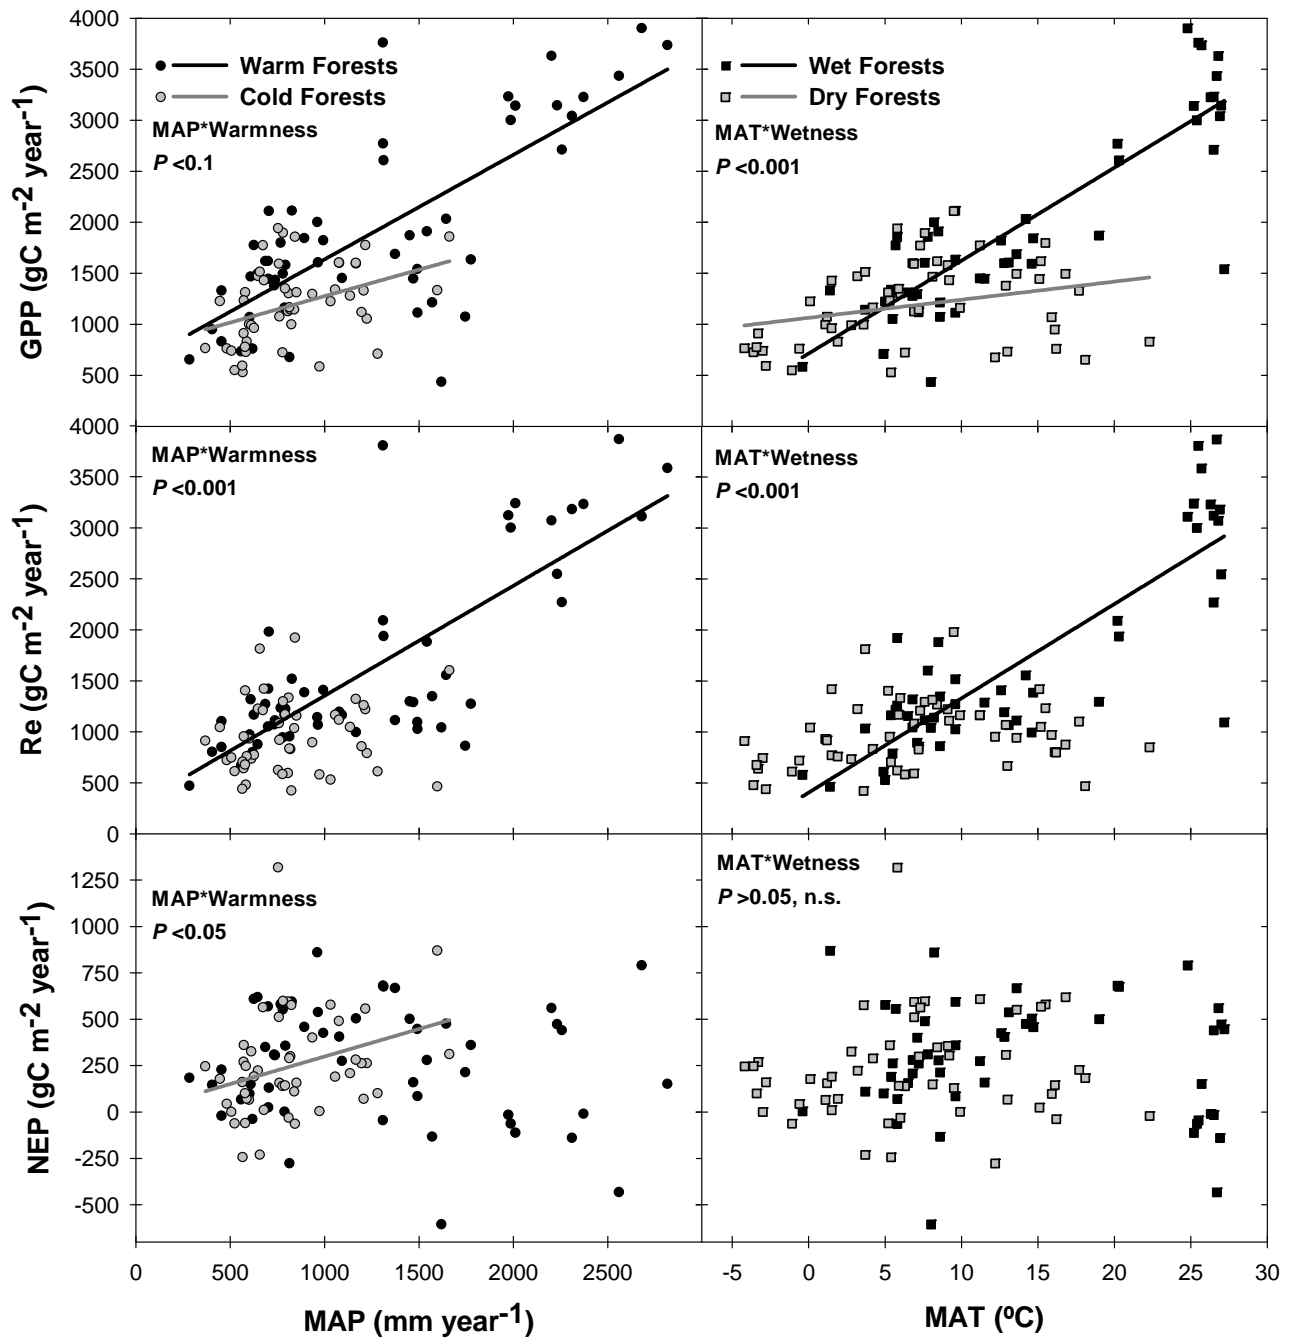 4000
3500
3000
2500
2000
1500
1000
500
GPP (gC m-2 year-1)
Warm Forests
Cold Forests
MAP*Warmness
P <0.1
Wet Forests
Dry Forests
MAT*Wetness
P <0.001
4000
3500
3000
2500
2000
1500
1000
500
0
Re (gC m-2 year-1)
MAP*Warmness
P <0.001
MAT*Wetness
P <0.001
1250
1000
750
500
250
0
-250
-500
NEP (gC m-2 year-1)
MAP*Warmness
P <0.05
MAT*Wetness
P >0.05, n.s.
0 500 1000 1500 2000 2500
-5 0 5 10 15 20 25 30
MAP (mm year-1)
MAT (ºC)